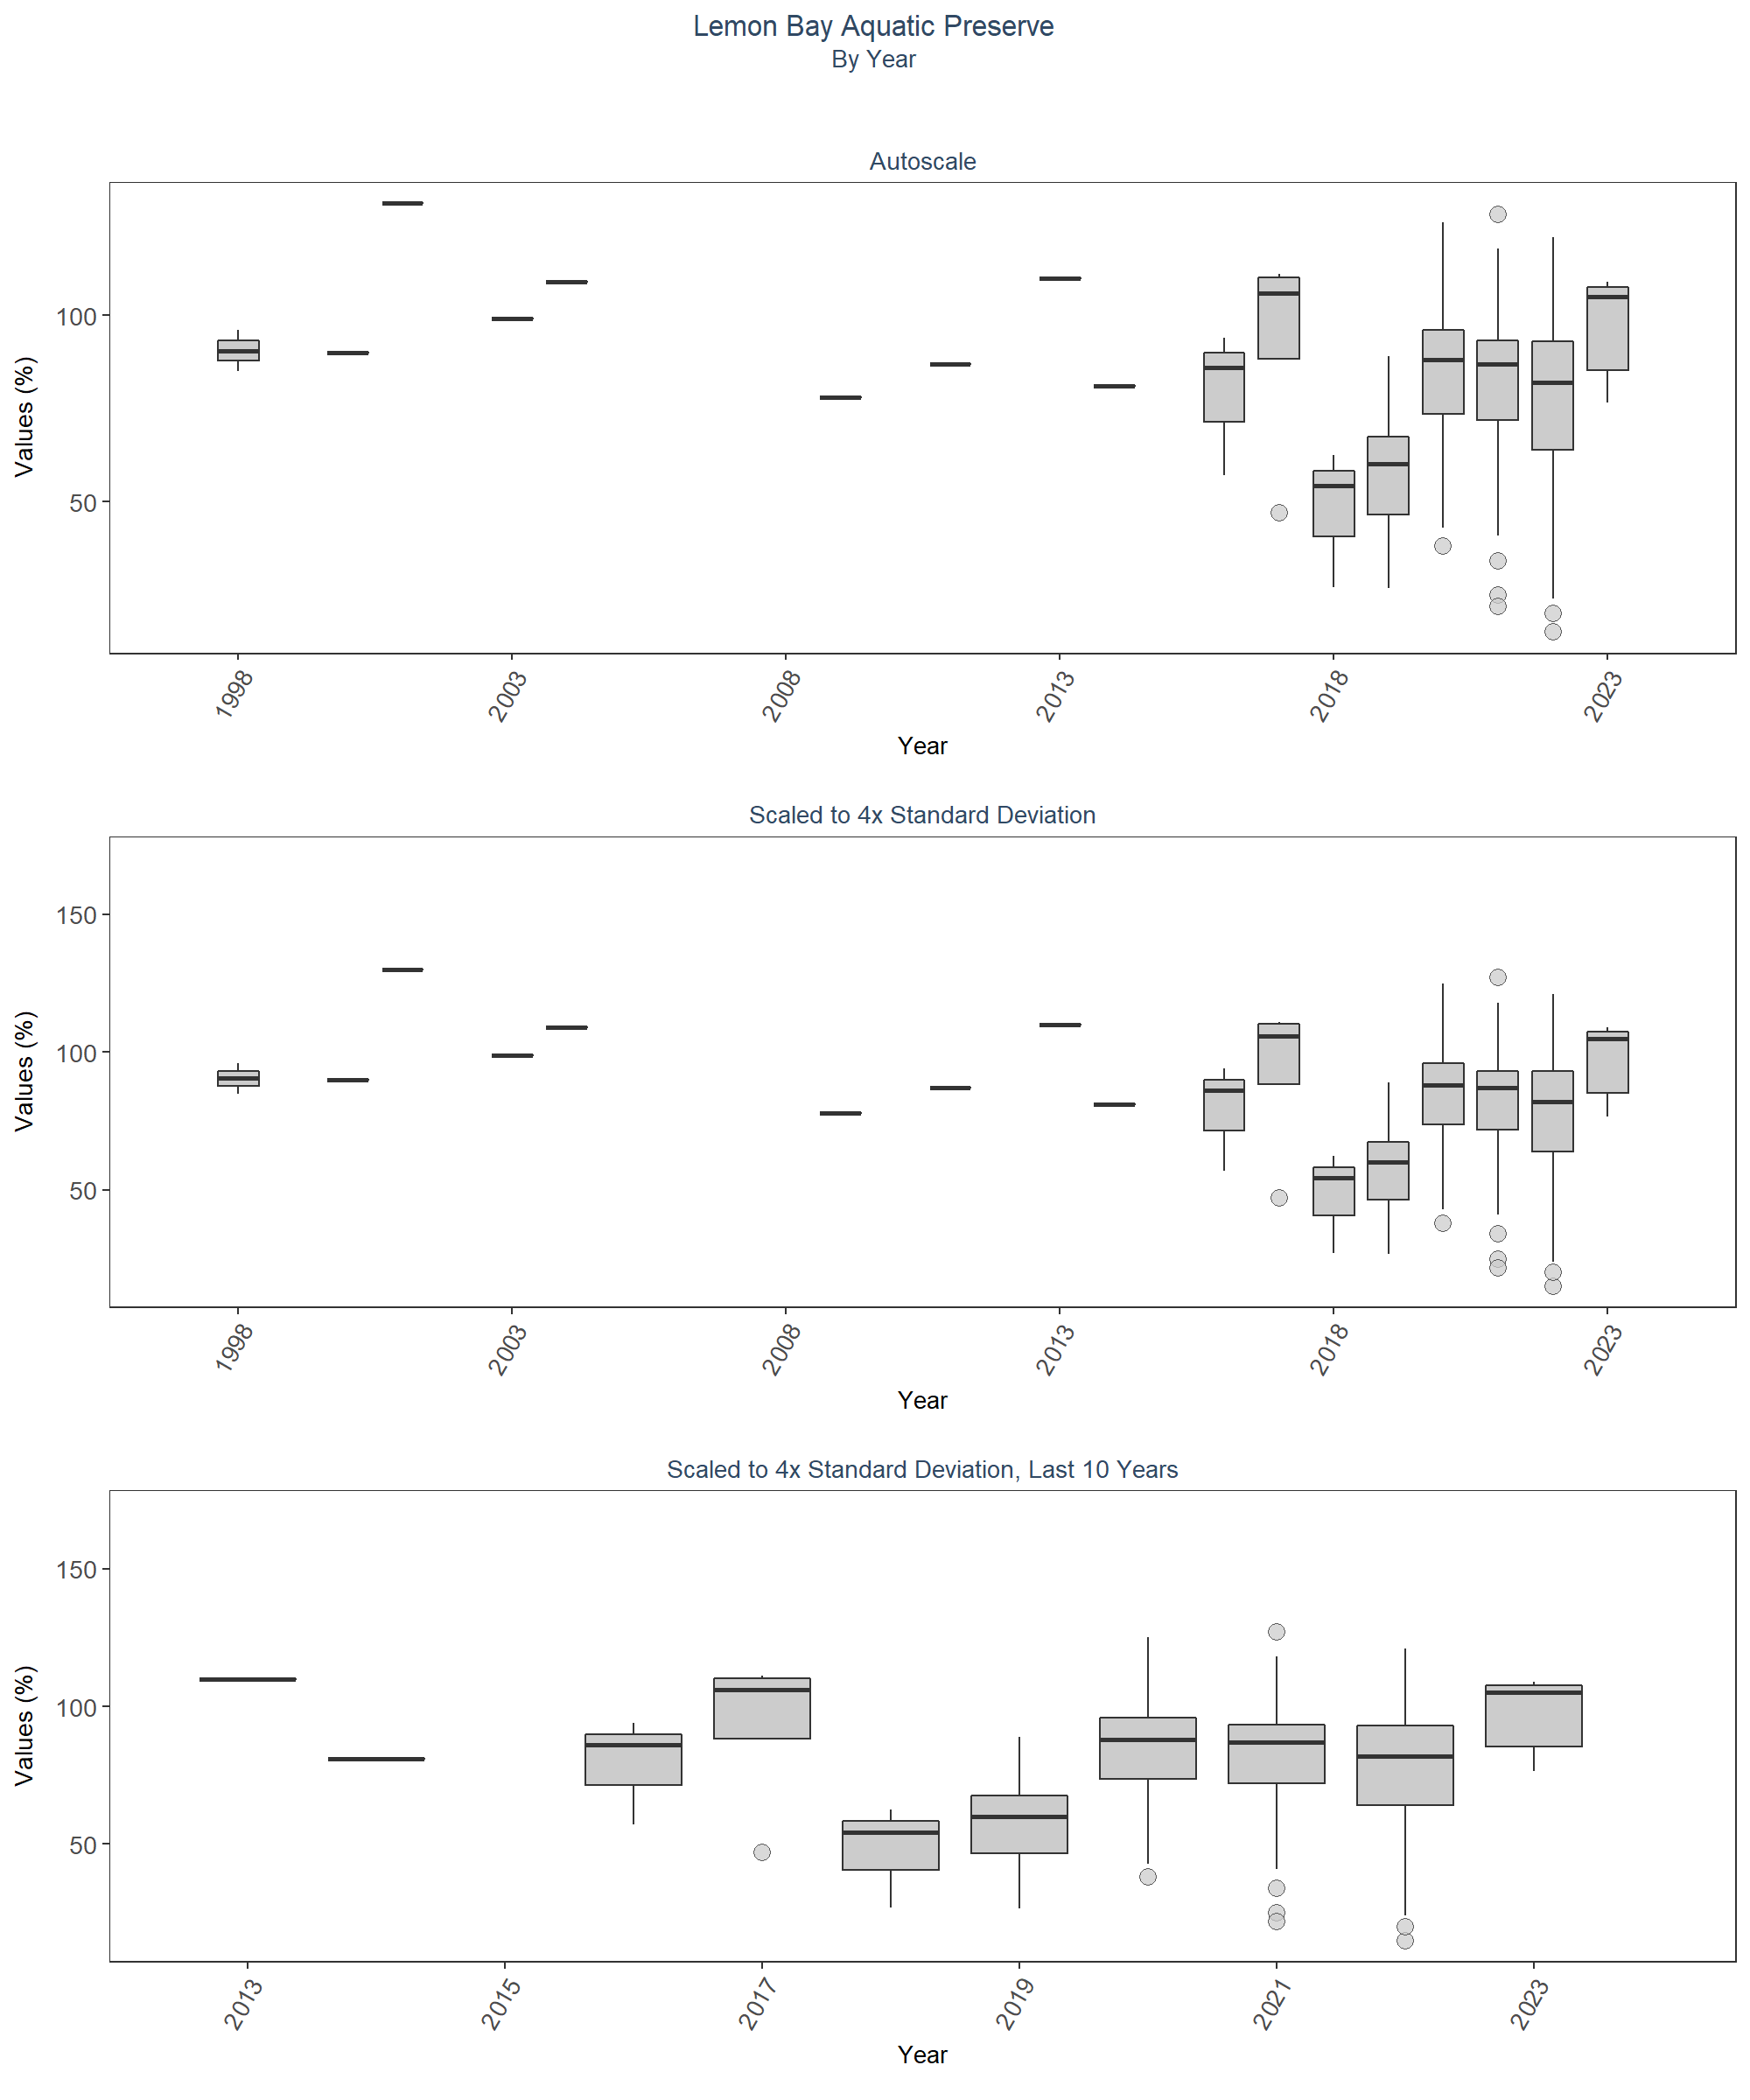 Lemon Bay Aquatic Preserve
By Year
Autoscale
Values (%)
100
50
1998 2003 2008 2013 2018 2023
Year
Scaled to 4x Standard Deviation
Values (%)
150
100
50
1998 2003 2008 2013 2018 2023
Year
Scaled to 4x Standard Deviation, Last 10 Years
Values (%)
150
100
50
2013 2015 2017 2019 2021 2023
Year